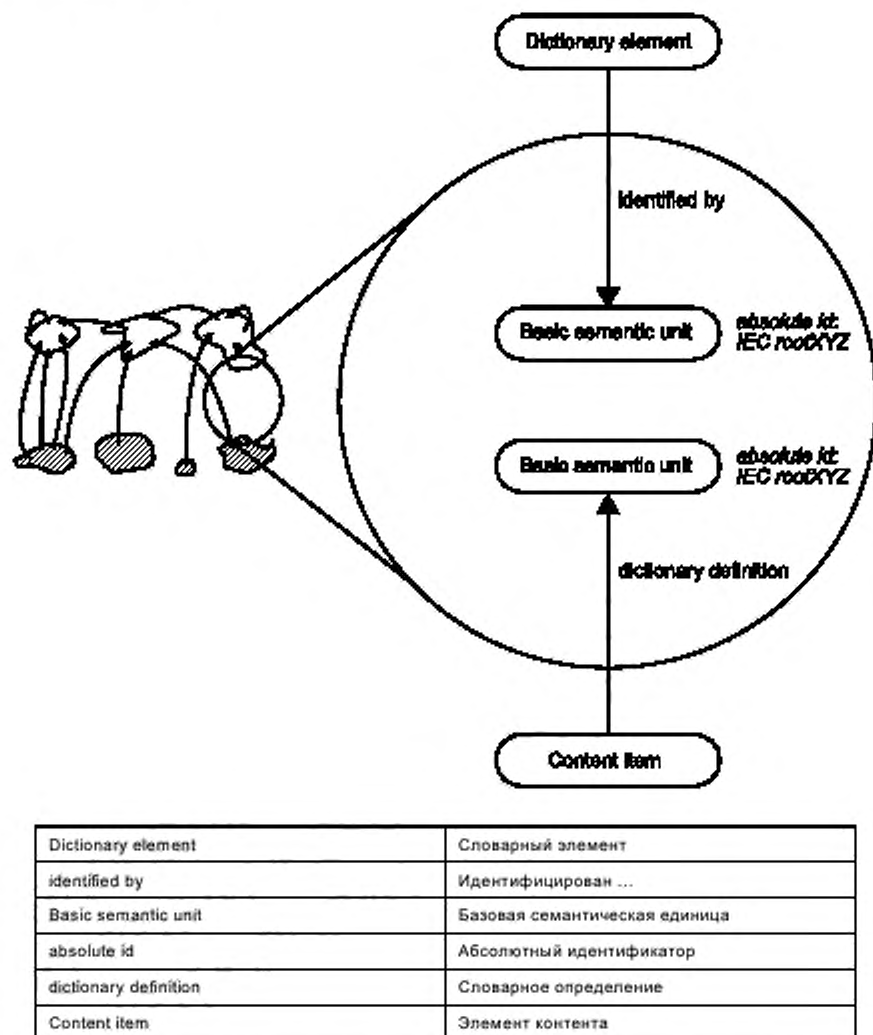 Dictionary element
identified by
Basic semantic unit
absolute id:
IEC rootXYZ
Basic semantic unit
absolute id:
IEC rootXYZ
dictionary definition
Content item
Dictionary element Словарный элемент
identified by Идентифицирован ...
Basic semantic unit Базовая семантическая единица
absolute id Абсолютный идентификатор
dictionary definition Словарное определение
Content item Элемент контента